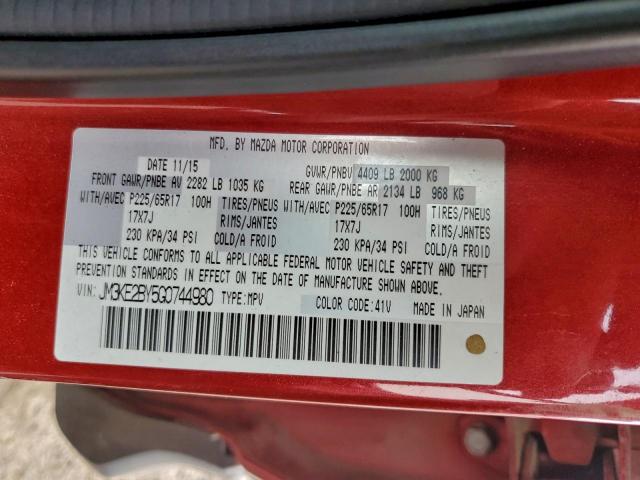 MFD. BY MAZDA MOTOR CORPORATION
DATE 11/15 GVWR/PNBV 4409 LB 2000 KG
FRONT GAWR/PNBE AV 2282 LB 1035 KG REAR GAWR/PNBE AR 2134 LB 968 KG
WITH/AVEC P225/65R17 100H TIRES/PNEUS WITH/AVEC P225/65R17 100H TIRES/PNEUS
17X7J RIMS/JANTES 17X7J RIMS/JANTES
230 KPA/34 PSI COLD/A FROID 230 KPA/34 PSI COLD/A FROID
THIS VEHICLE CONFORMS TO ALL APPLICABLE FEDERAL MOTOR VEHICLE SAFETY AND THEFT
PREVENTION STANDARDS IN EFFECT ON THE DATE OF MANUFACTURE SHOWN ABOVE.
VIN: JM3KE2BY5G0744980 TYPE:MPV COLOR CODE:41V MADE IN JAPAN